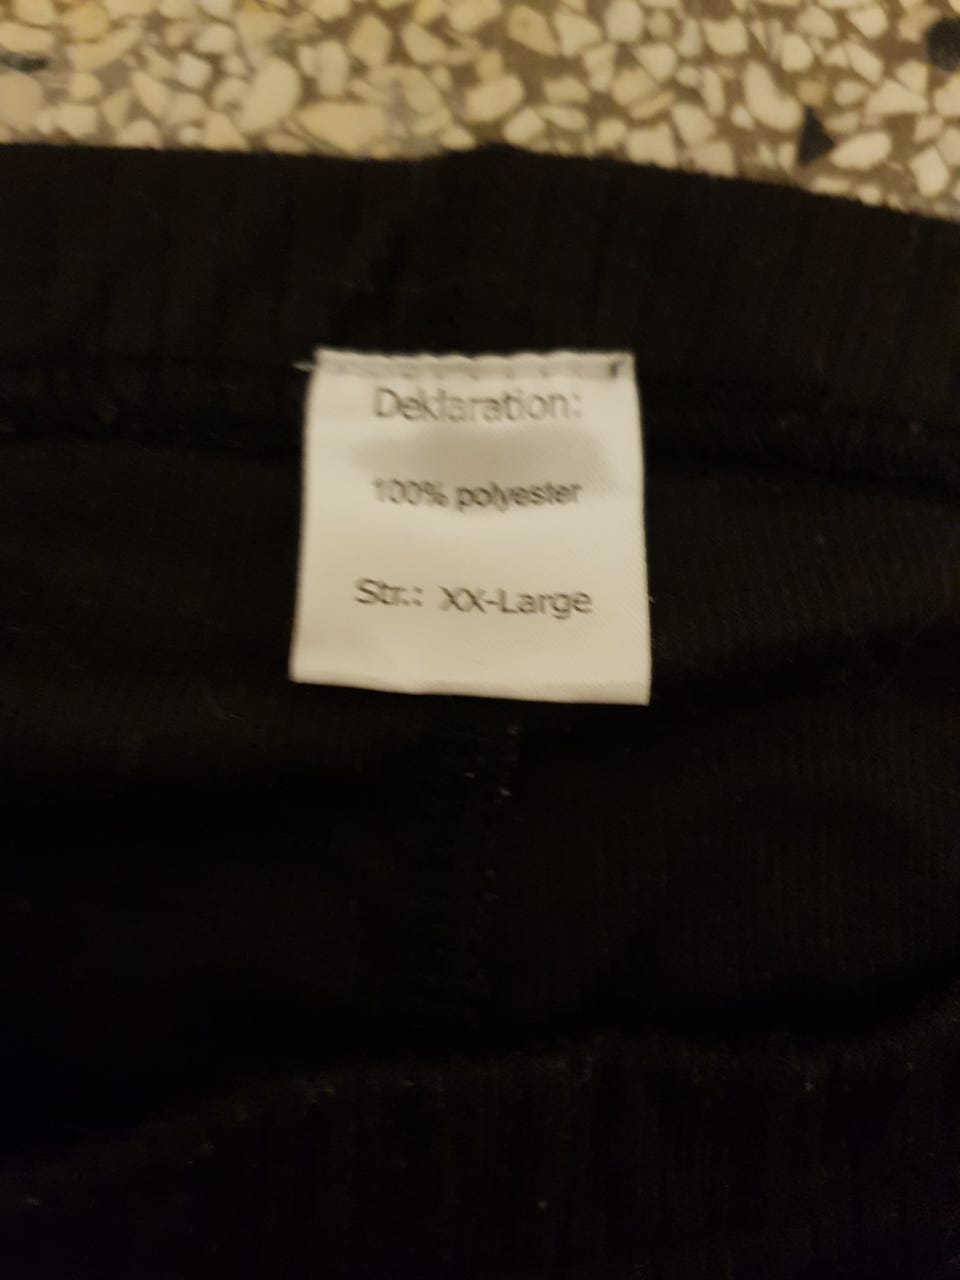 Deklaration:
100% polyester
Str.: XX-Large